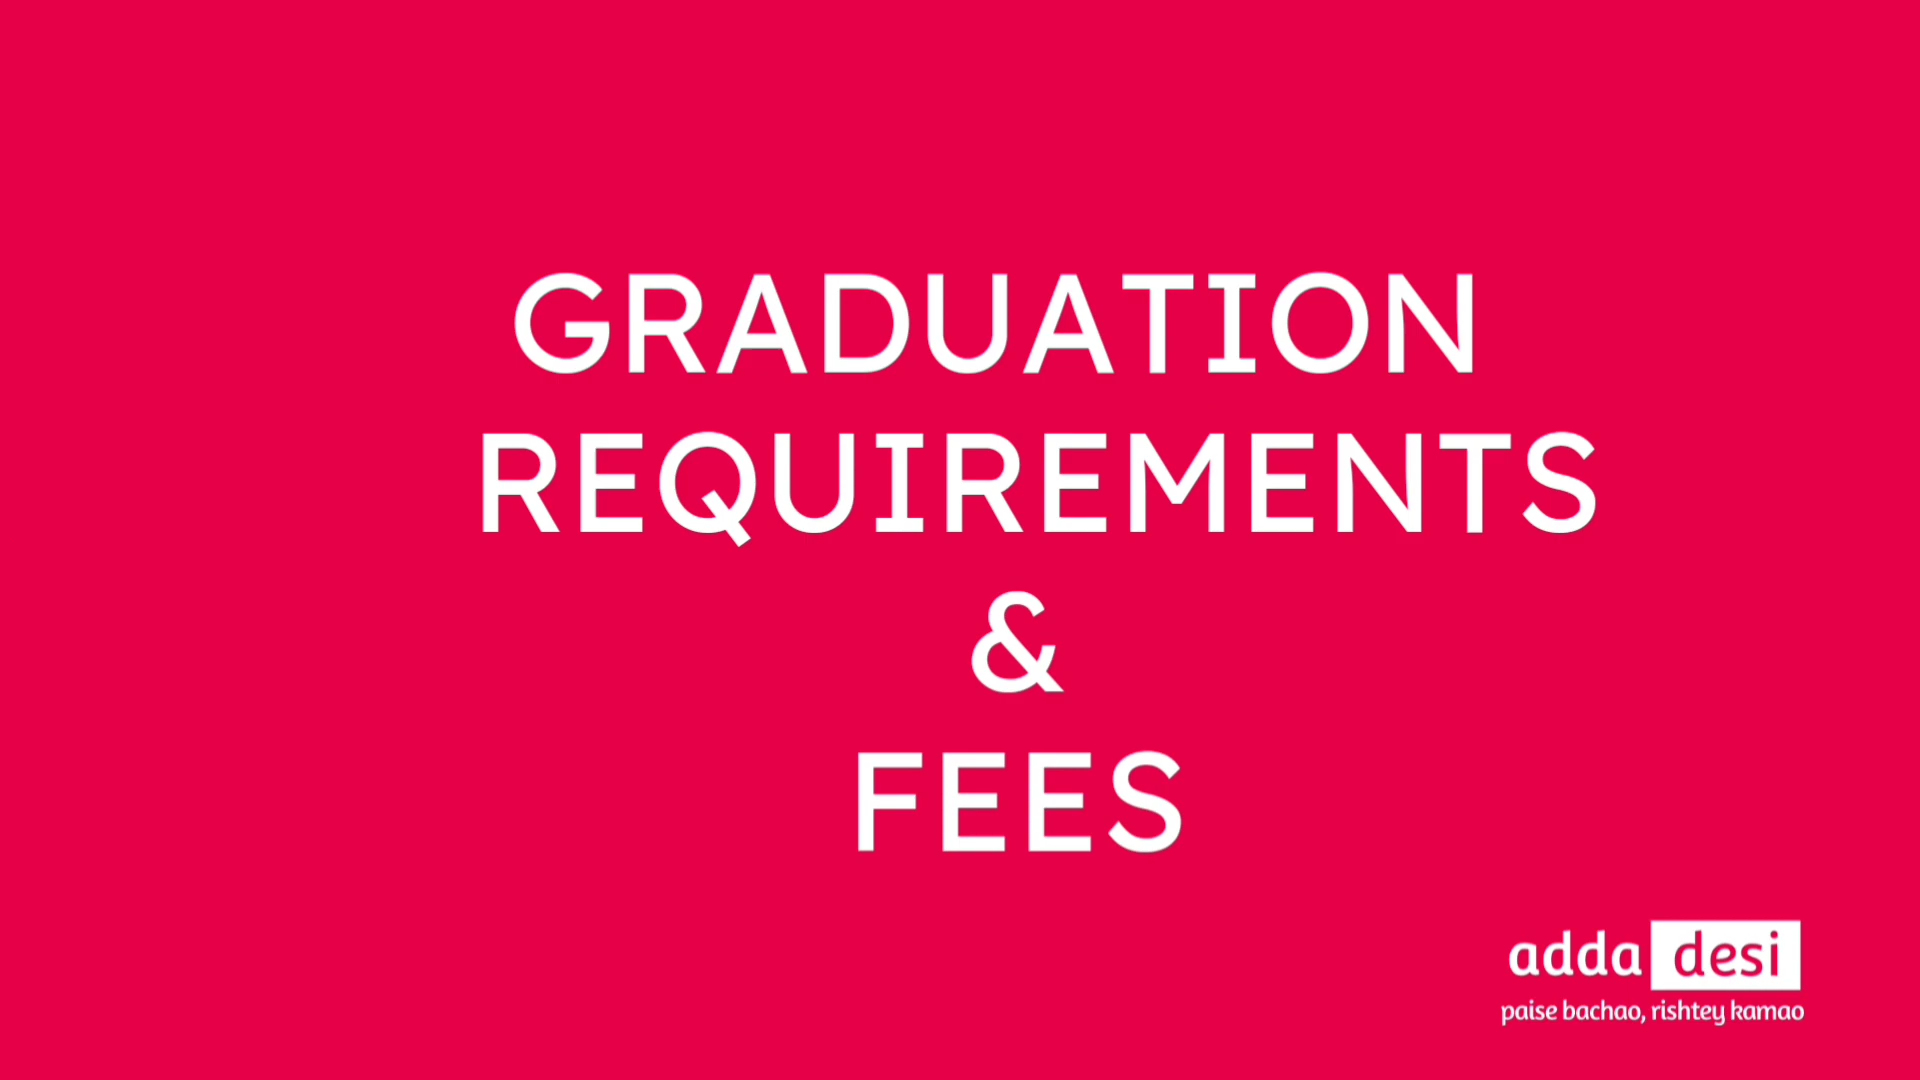 GRADUATION
REQUIREMENTS
&
FEES
adda desi
paise bachao, rishtey kamao